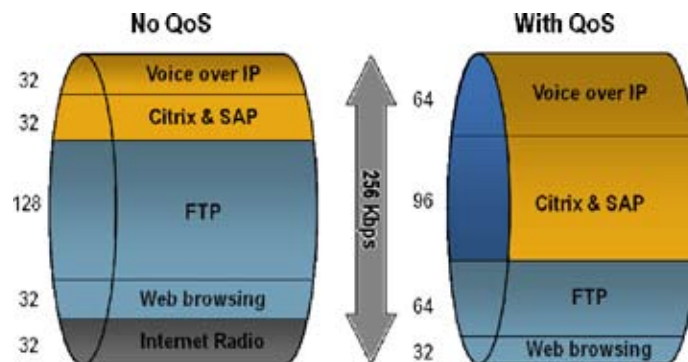 No QoS
With QoS
32
Voice over IP
32
Citrix & SAP
128
FTP
32
Web browsing
32
Internet Radio
256 Kbps
64
Voice over IP
96
Citrix & SAP
64
FTP
32
Web browsing